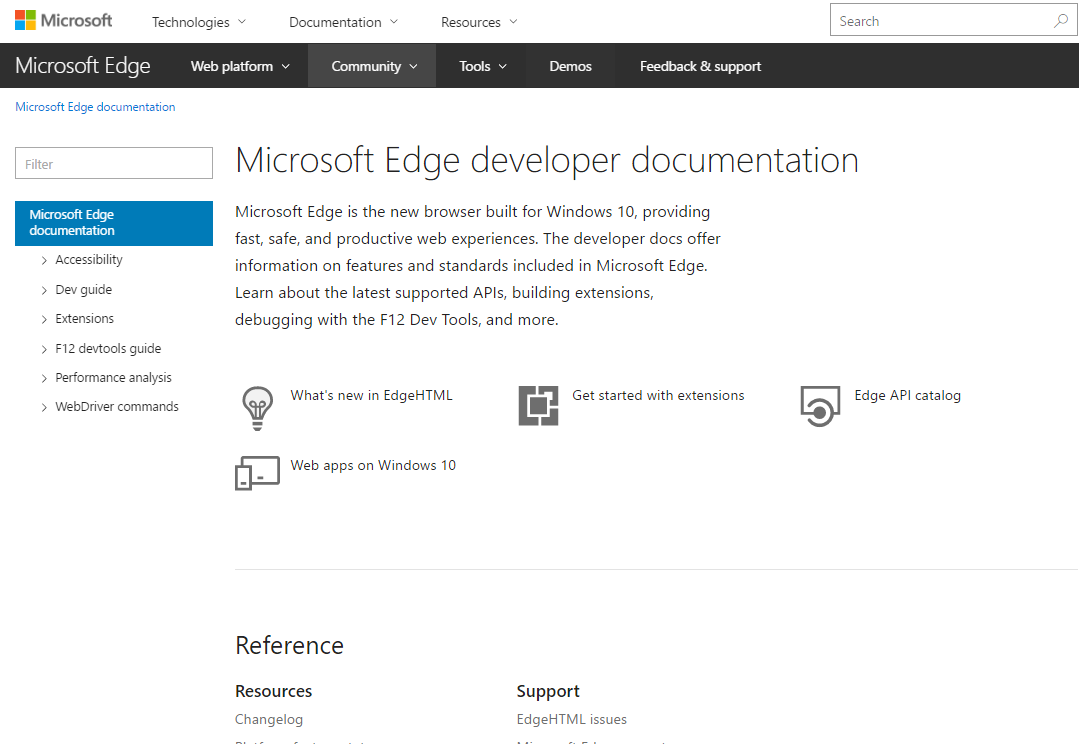 Microsoft Technologies Documentation Resources Search
Microsoft Edge Web platform Community Tools Demos Feedback & support
Microsoft Edge documentation
Filter
Microsoft Edge
documentation
Accessibility
Dev guide
Extensions
F12 devtools guide
Performance analysis
WebDriver commands
Microsoft Edge developer documentation
Microsoft Edge is the new browser built for Windows 10, providing
fast, safe, and productive web experiences. The developer docs offer
information on features and standards included in Microsoft Edge.
Learn about the latest supported APIs, building extensions,
debugging with the F12 Dev Tools, and more.
What's new in EdgeHTML
Get started with extensions
Edge API catalog
Web apps on Windows 10
Reference
Resources
Changelog
Support
EdgeHTML issues